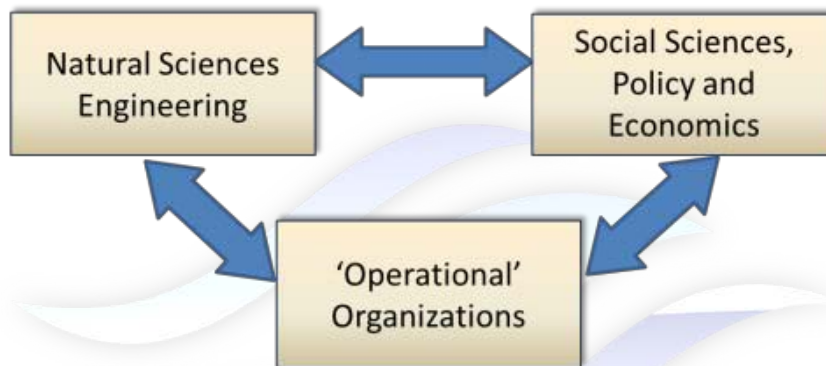 Natural Sciences
Engineering
Social Sciences,
Policy and
Economics
‘Operational’
Organizations